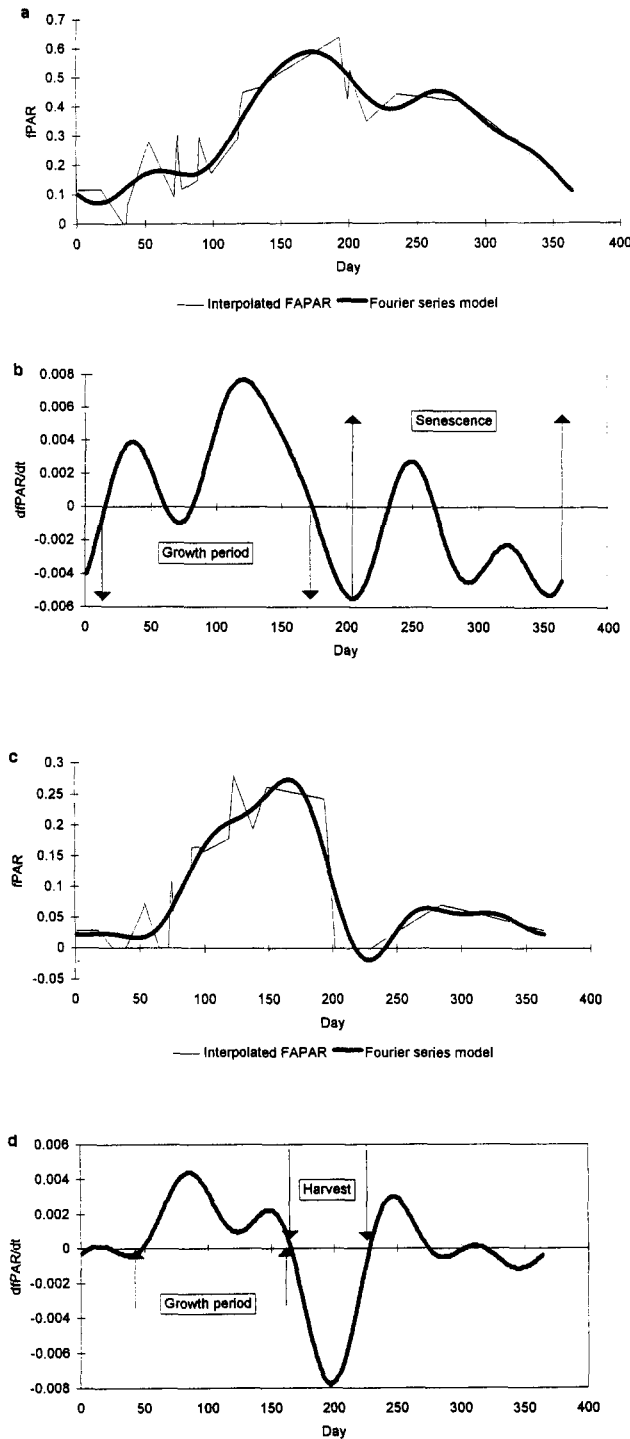 a
0.7
0.6
0.5
0.4
0.3
0.2
0.1
0
fPAR
0 50 100 150 200 250 300 350 400
Day
Interpolated FAPAR Fourier series model
b
0.008
0.006
0.004
0.002
0
-0.002
-0.004
-0.006
dfPAR/dt
Senescence
Growth period
0 50 100 150 200 250 300 350 400
Day
c
0.3
0.25
0.2
0.15
0.1
0.05
0
-0.05
fPAR
0 50 100 150 200 250 300 350 400
Day
Interpolated FAPAR Fourier series model
d
0.006
0.004
0.002
0
-0.002
-0.004
-0.006
-0.008
dfPAR/dt
Harvest
Growth period
0 50 100 150 200 250 300 350 400
Day